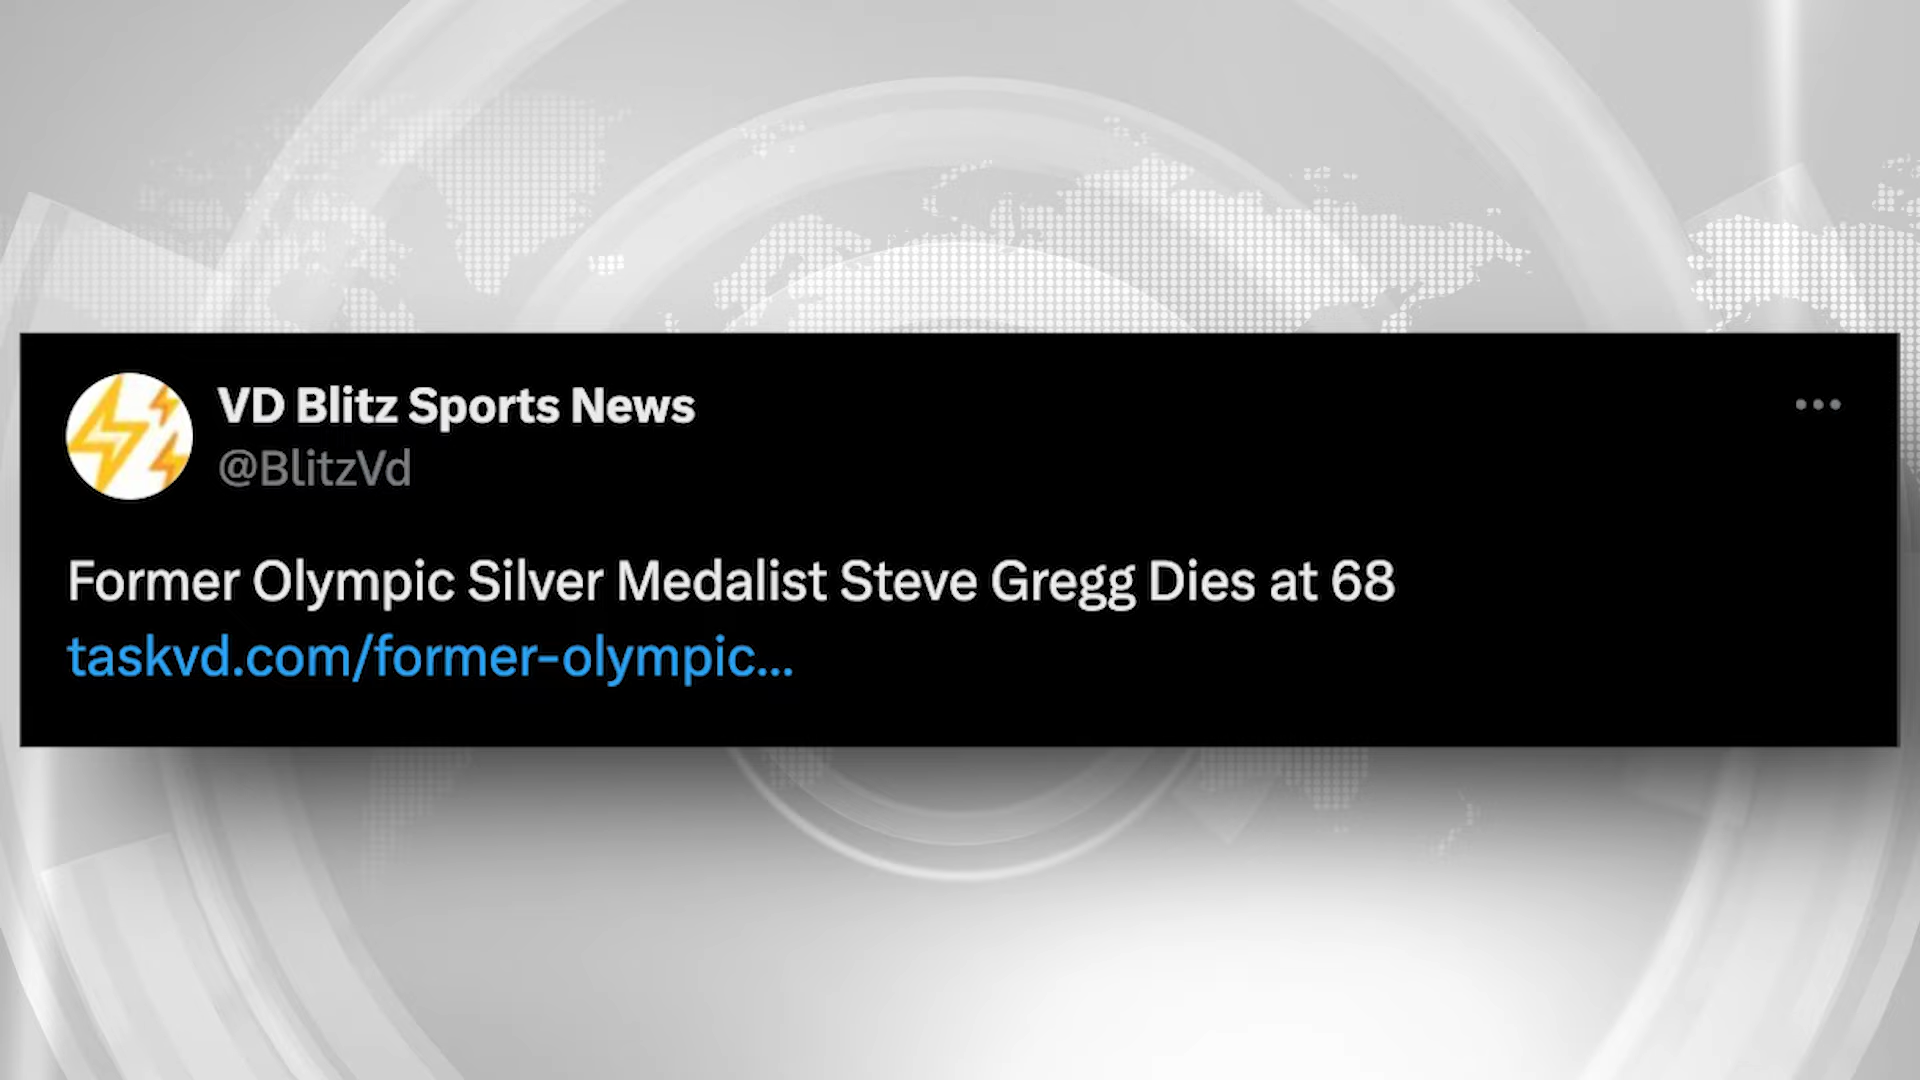 VD Blitz Sports News
@BlitzVd
Former Olympic Silver Medalist Steve Gregg Dies at 68
taskvd.com/former-olympic...